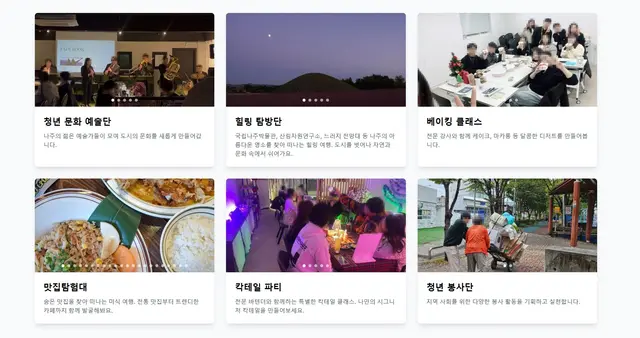 청년 문화 예술단
나주의 젊은 예술가들이 모여 도시의 문화를 새롭게 만들어갑
니다.
힐링 탐방단
국립나주박물관, 산림자원연구소, 느러지 전망대 등 나주의 아
름다운 명소를 찾아 떠나는 힐링 여행. 도시를 벗어나 자연과
문화 속에서 쉬어가요.
베이킹 클래스
전문 강사와 함께 케이크, 마카롱 등 달콤한 디저트를 만들어봅
니다.
맛집탐험대
숨은 맛집을 찾아 떠나는 미식 여행. 전통 맛집부터 트렌디한
카페까지 함께 발굴해봐요.
칵테일 파티
전문 바텐더와 함께하는 특별한 칵테일 클래스. 나만의 시그니
처 칵테일을 만들어보세요.
청년 봉사단
지역 사회를 위한 다양한 봉사 활동을 기획하고 실천합니다.